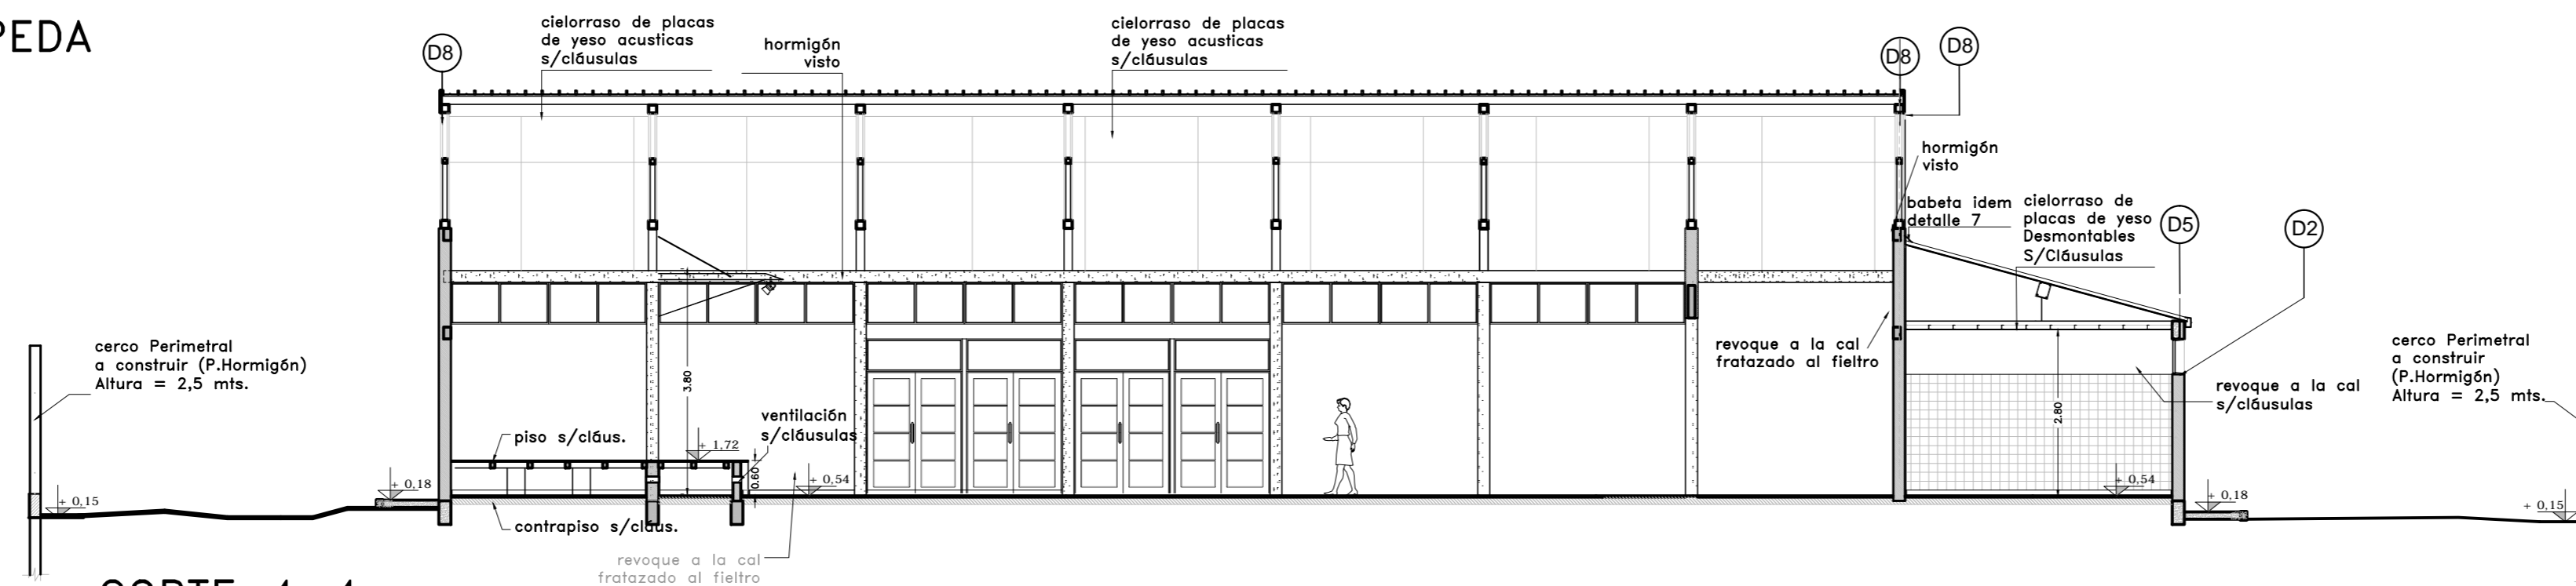 PEDA
cielorraso de placas
de yeso acusticas
s/cláusulas
hormigón
visto
cielorraso de placas
de yeso acusticas
s/cláusulas
D8
D8
D8
hormigón
visto
babeta idem
detalle 7
cielorraso de
placas de yeso
Desmontables
S/Cláusulas
D5
D2
cerco Perimetral
a construir (P.Hormigón)
Altura = 2,5 mts.
revoque a la cal
fratazado al fieltro
cerco Perimetral
a construir
(P.Hormigón)
Altura = 2,5 mts.
revoque a la cal
s/cláusulas
3.80
2.80
ventilación
s/cláusulas
piso s/cláus.
+ 1,72
0.60
+ 0,54
+ 0,54
+ 0,18
+ 0,15
+ 0,18
+ 0,15
contrapiso s/cláus.
revoque a la cal
fratazado al fieltro